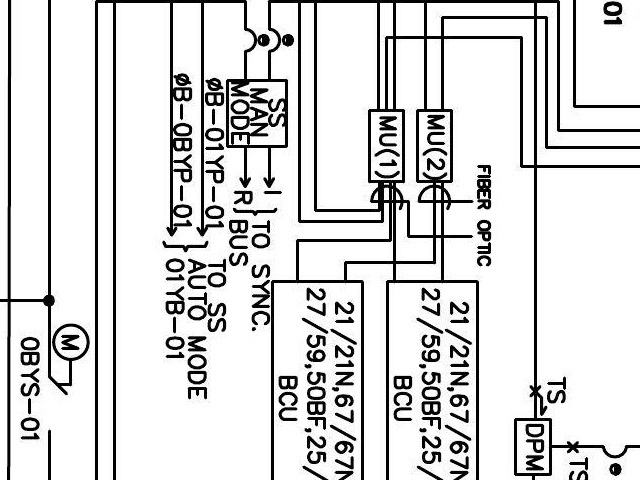 01
SS
MAN
MODE
ØB-01YP-01
ØB-0BYP-01
I
R
TO SYNC.
BUS
TO SS
AUTO MODE
01YB-01
MU(1)
MU(2)
FIBER OPTIC
21/21N,67/67N
27/59,50BF,25/
BCU
21/21N,67/67N
27/59,50BF,25/
BCU
M
0BYS-01
TS
DPM
TS